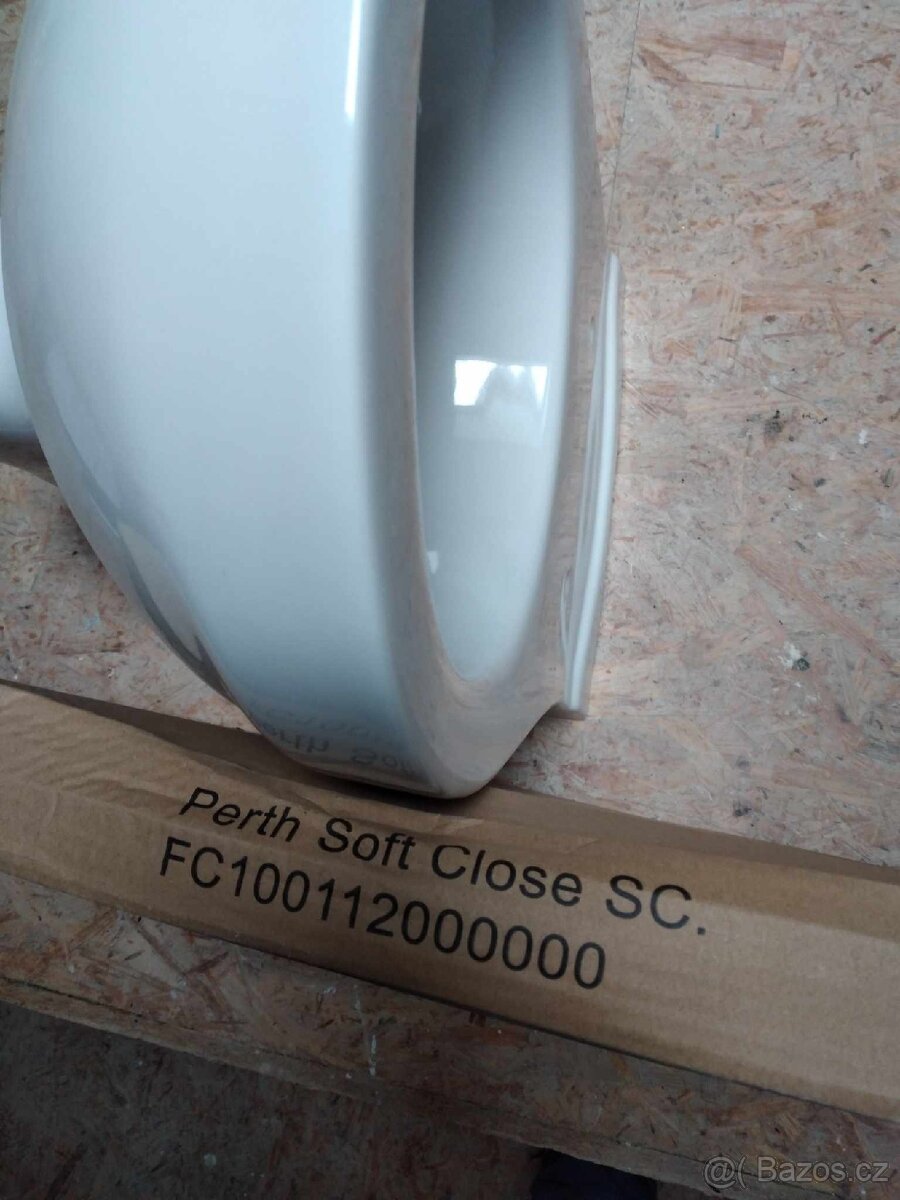 Perth Soft Close SC.
FC100112000000
@( Bazos.cz